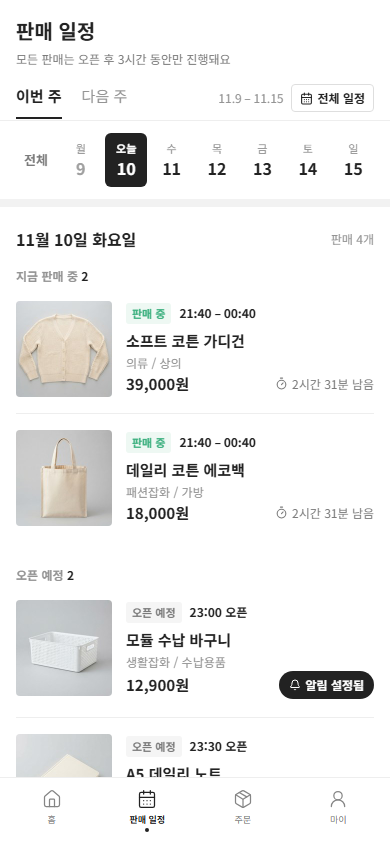 판매 일정
모든 판매는 오픈 후 3시간 동안만 진행돼요
이번 주 다음 주 11.9 – 11.15 전체 일정
월 오늘 수 목 금 토 일
전체 9 10 11 12 13 14 15
11월 10일 화요일 판매 4개
지금 판매 중 2
판매 중 21:40 – 00:40
소프트 코튼 가디건
의류 / 상의
39,000원 2시간 31분 남음
판매 중 21:40 – 00:40
데일리 코튼 에코백
패션잡화 / 가방
18,000원 2시간 31분 남음
오픈 예정 2
오픈 예정 23:00 오픈
모듈 수납 바구니
생활잡화 / 수납용품
12,900원 알림 설정됨
오픈 예정 23:30 오픈
A5 데일리 노트
홈 판매 일정 주문 마이